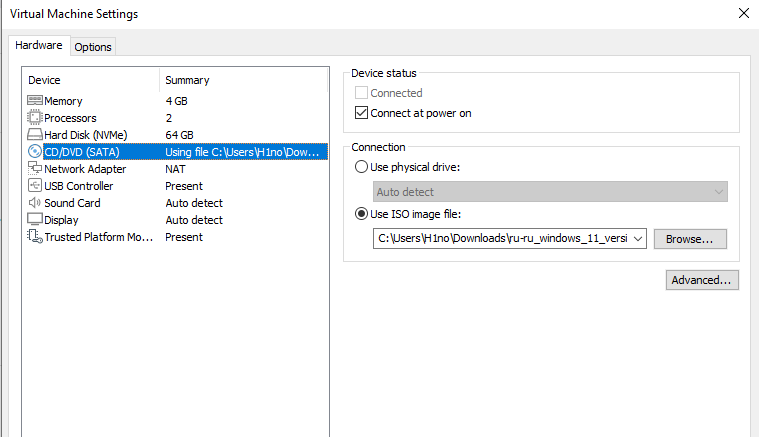 Virtual Machine Settings
Hardware
Options
Device Summary
Memory 4 GB
Processors 2
Hard Disk (NVMe) 64 GB
CD/DVD (SATA) Using file C:\Users\H1no\Dow...
Network Adapter NAT
USB Controller Present
Sound Card Auto detect
Display Auto detect
Trusted Platform Mo... Present
Device status
Connected
Connect at power on
Connection
Use physical drive:
Auto detect
Use ISO image file:
C:\Users\H1no\Downloads\ru-ru_windows_11_versi
Browse...
Advanced...